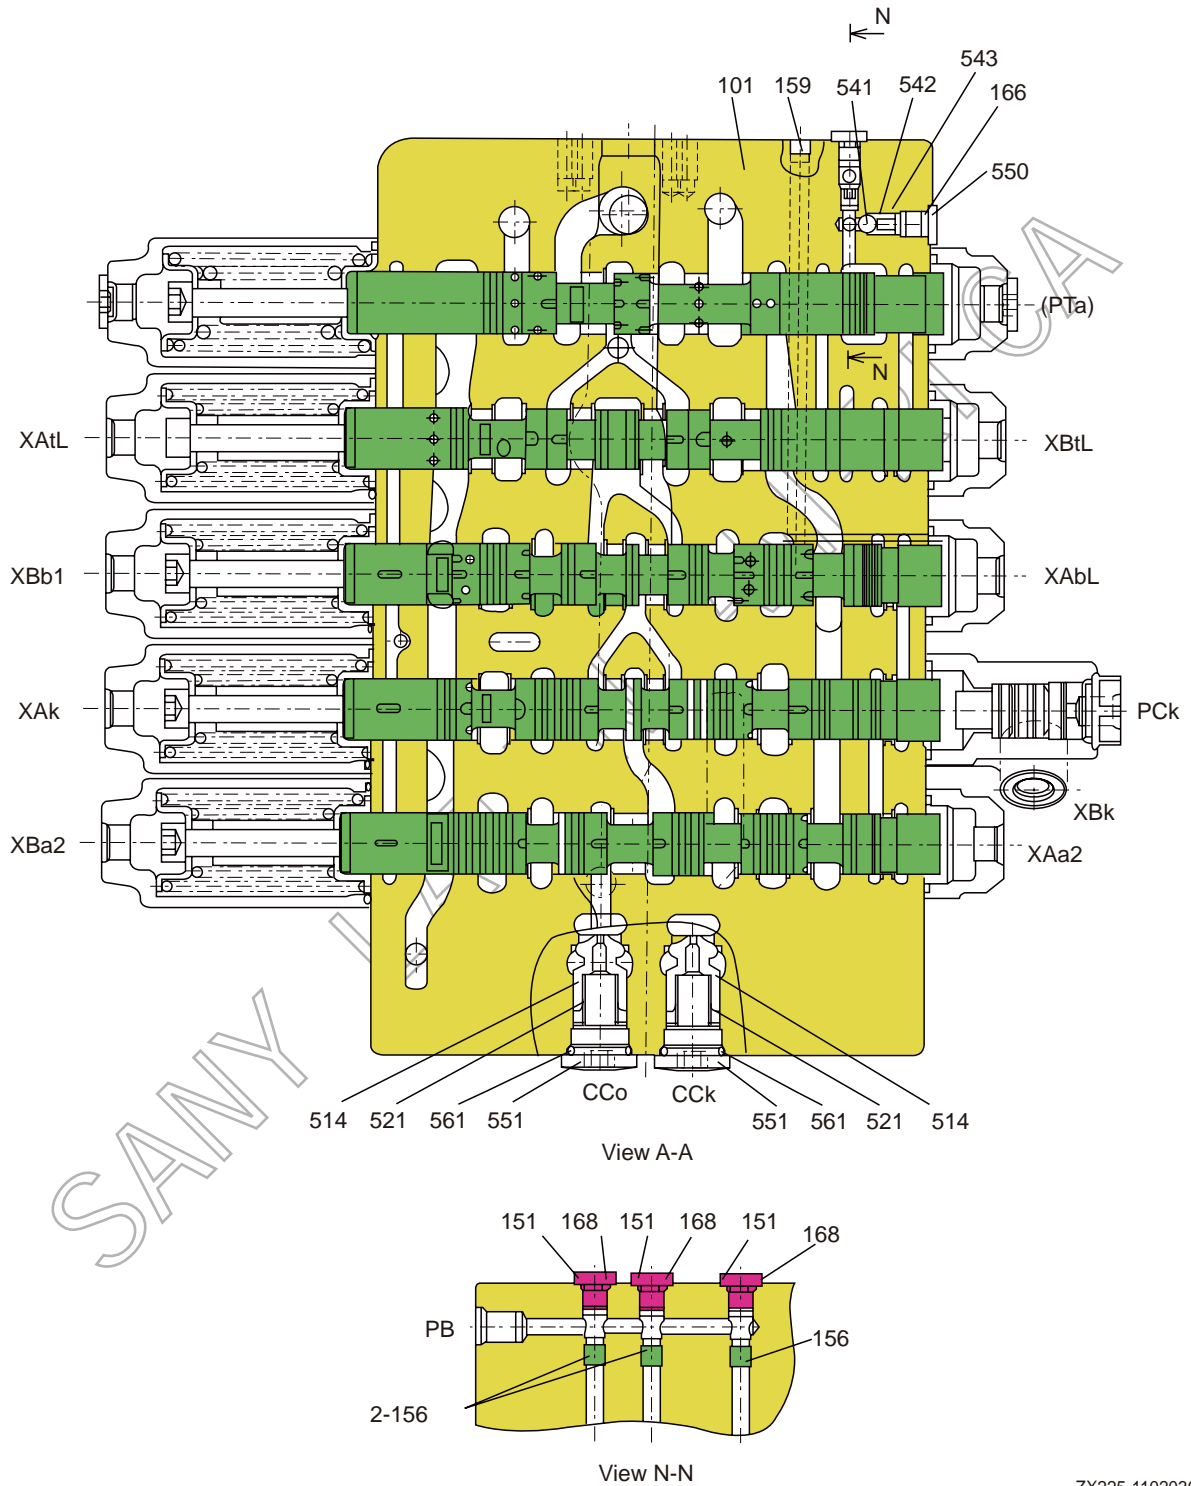 N
543
101 159 541 542 166
550
(PTa)
N
XAtL XBtL
XBb1 XAbL
XAk PCk
XBk
XBa2 XAa2
CCo CCk
514 521 561 551 551 561 521 514
View A-A
SANY
151 168 151 168 151 168
PB
156
2-156
View N-N